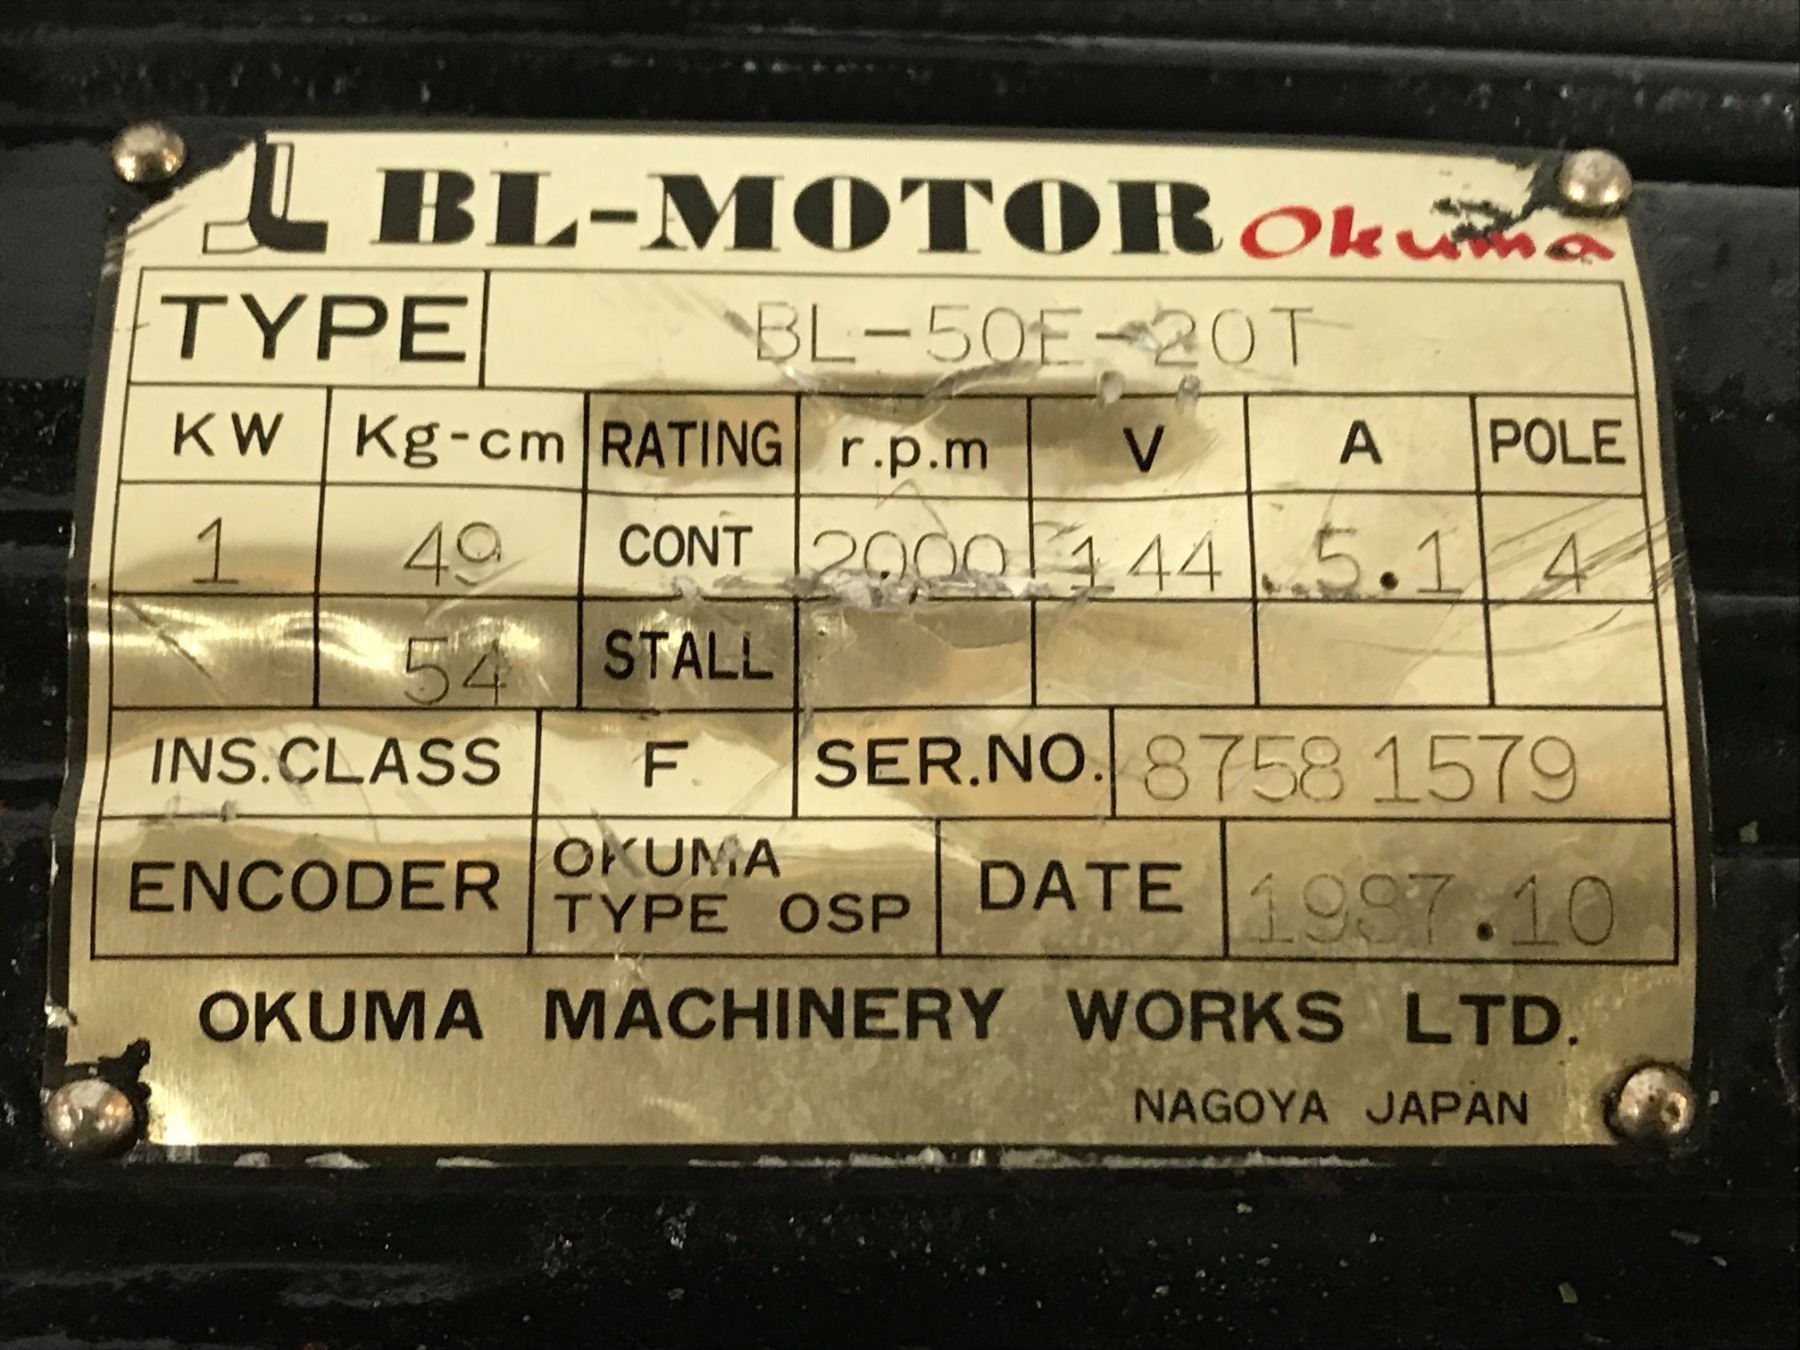 BL-MOTOR Okuma
TYPE BL-50E-20T
KW Kg-cm RATING r.p.m V A POLE
1 49 CONT 2000 144 5.1 4
54 STALL
INS.CLASS F SER.NO. 87581579
ENCODER OKUMA TYPE OSP DATE 1987.10
OKUMA MACHINERY WORKS LTD.
NAGOYA JAPAN